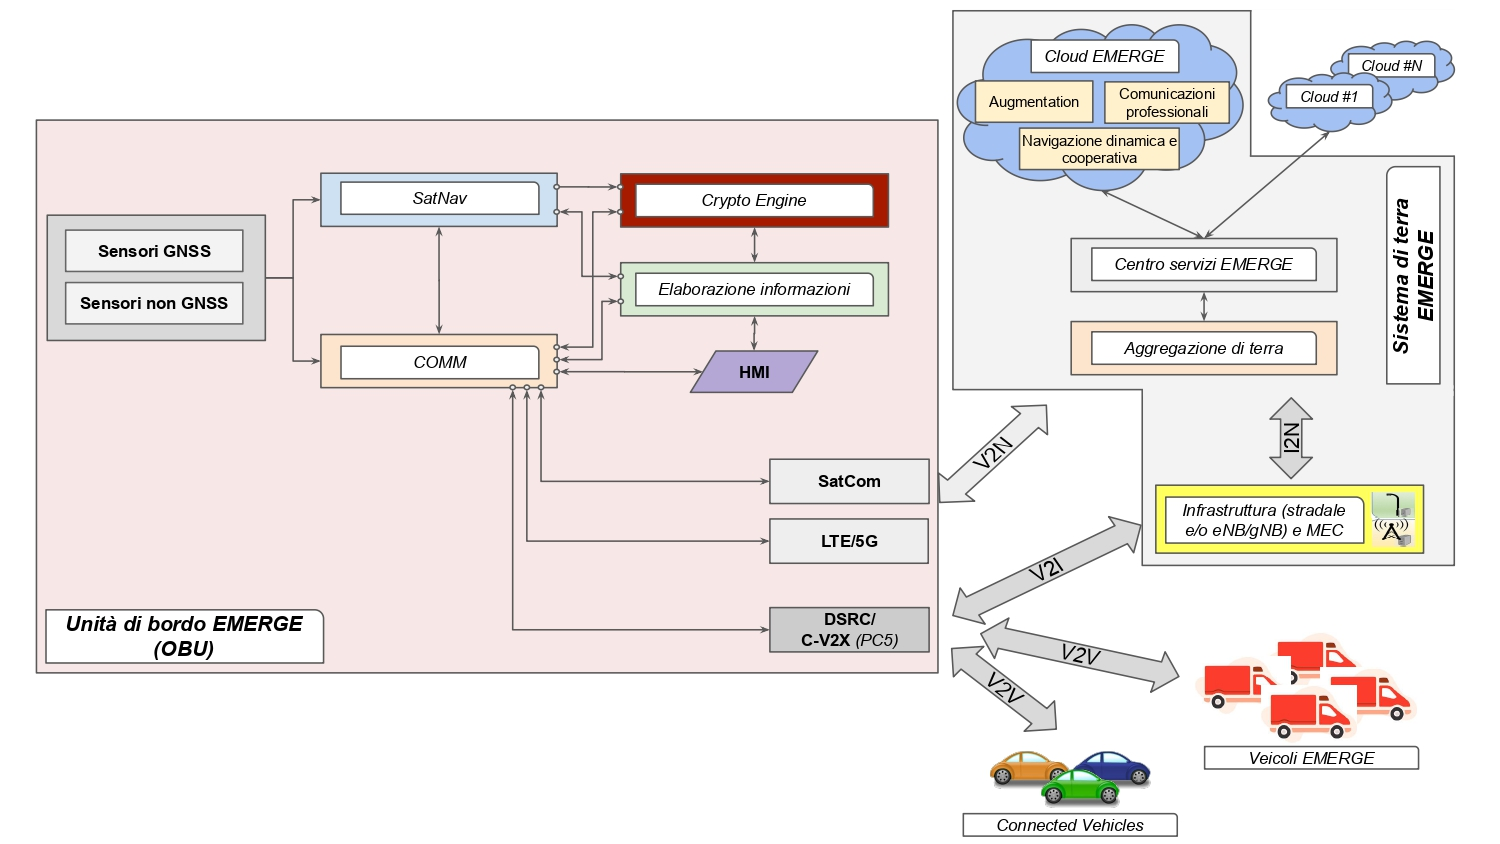 Cloud EMERGE
Augmentation
Comunicazioni
professionali
Navigazione dinamica e
cooperativa
Cloud #N
Cloud #1
SatNav
Crypto Engine
Sensori GNSS
Sensori non GNSS
Elaborazione informazioni
COMM
HMI
Centro servizi EMERGE
Aggregazione di terra
Sistema di terra
EMERGE
V2N
I2N
SatCom
LTE/5G
DSRC/
C-V2X (PC5)
Infrastruttura (stradale
e/o eNB/gNB) e MEC
V2I
V2V
V2V
Unità di bordo EMERGE
(OBU)
Veicoli EMERGE
Connected Vehicles